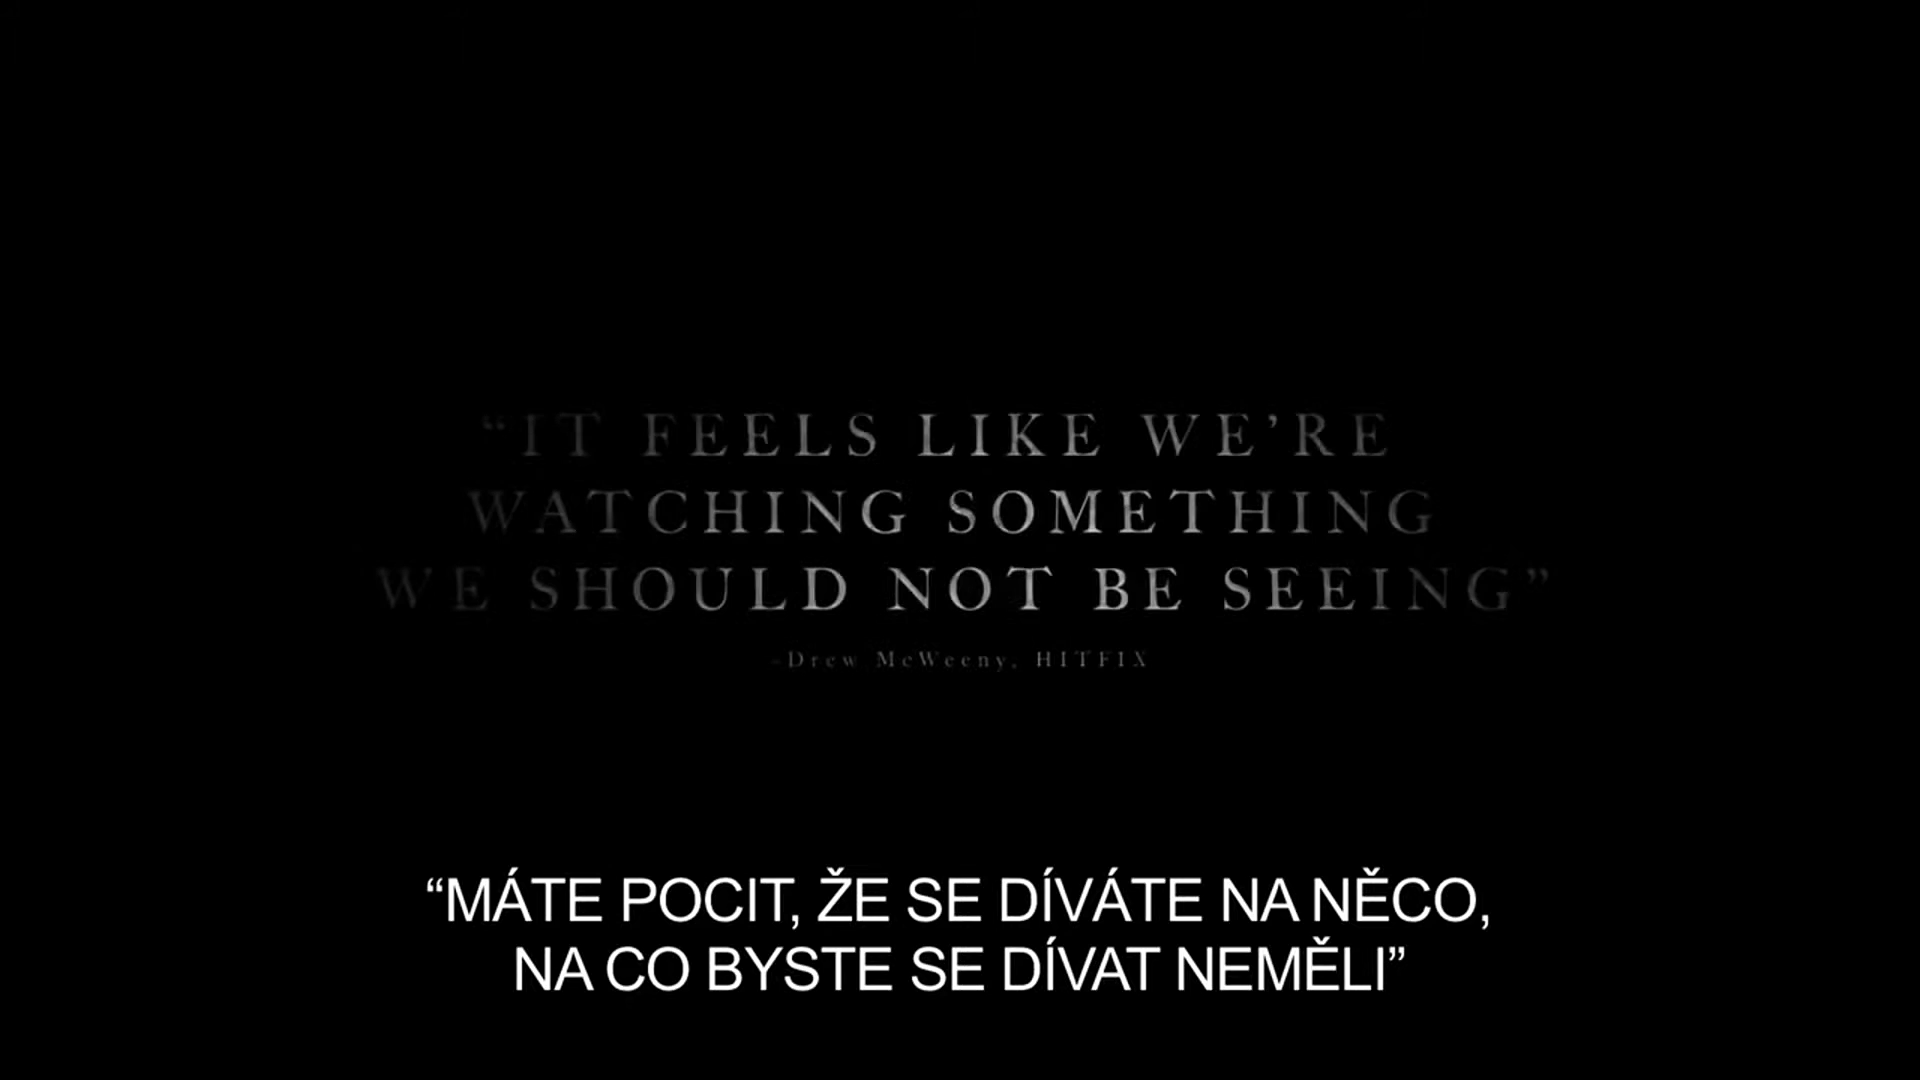 “IT FEELS LIKE WE’RE
WATCHING SOMETHING
WE SHOULD NOT BE SEEING”
–Drew McWeeny, HITFIX
“MÁTE POCIT, ŽE SE DÍVÁTE NA NĚCO,
NA CO BYSTE SE DÍVAT NEMĚLI”